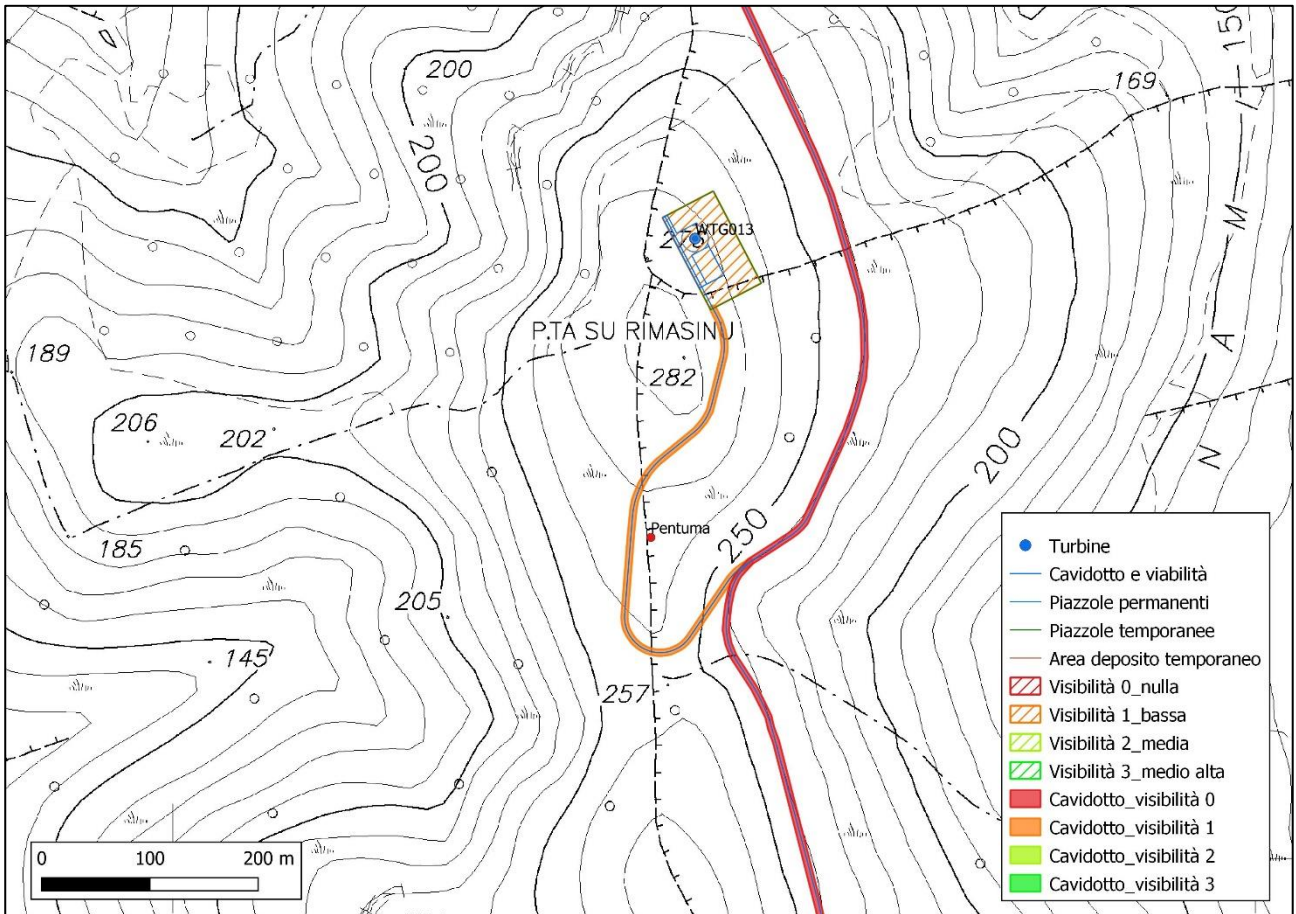 200
169
150
200
WTG013
P.TA SU RIMASINU
189
282
206
202
N A M I
200
Pentuma
250
185
205
145
257
Turbine
Cavidotto e viabilità
Piazzole permanenti
Piazzole temporanee
Area deposito temporaneo
Visibilità 0_nulla
Visibilità 1_bassa
Visibilità 2_media
Visibilità 3_medio alta
Cavidotto_visibilità 0
Cavidotto_visibilità 1
Cavidotto_visibilità 2
Cavidotto_visibilità 3
0 100 200 m